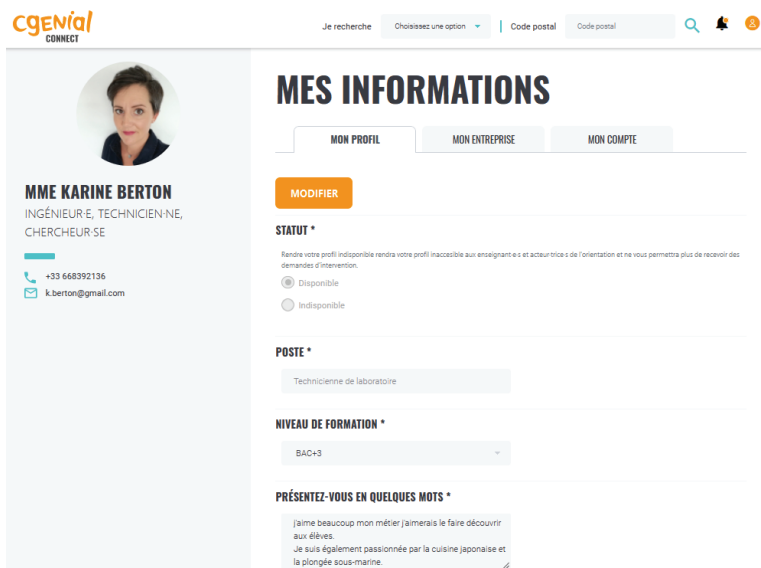 cgenial
CONNECT
Je recherche
Choisissez une option
Code postal
Code postal
MME KARINE BERTON
INGÉNIEUR·E, TECHNICIEN·NE,
CHERCHEUR·SE
+33 668392136
k.berton@gmail.com
MES INFORMATIONS
MON PROFIL
MON ENTREPRISE
MON COMPTE
MODIFIER
STATUT *
Rendre votre profil indisponible rendra votre profil inaccesible aux enseignant·e·s et acteur·trice·s de l'orientation et ne vous permettra plus de recevoir des
demandes d'intervention.
Disponible
Indisponible
POSTE *
Technicienne de laboratoire
NIVEAU DE FORMATION *
BAC+3
PRÉSENTEZ-VOUS EN QUELQUES MOTS *
j'aime beaucoup mon métier j'aimerais le faire découvrir
aux élèves.
Je suis également passionnée par la cuisine japonaise et
la plongée sous-marine.